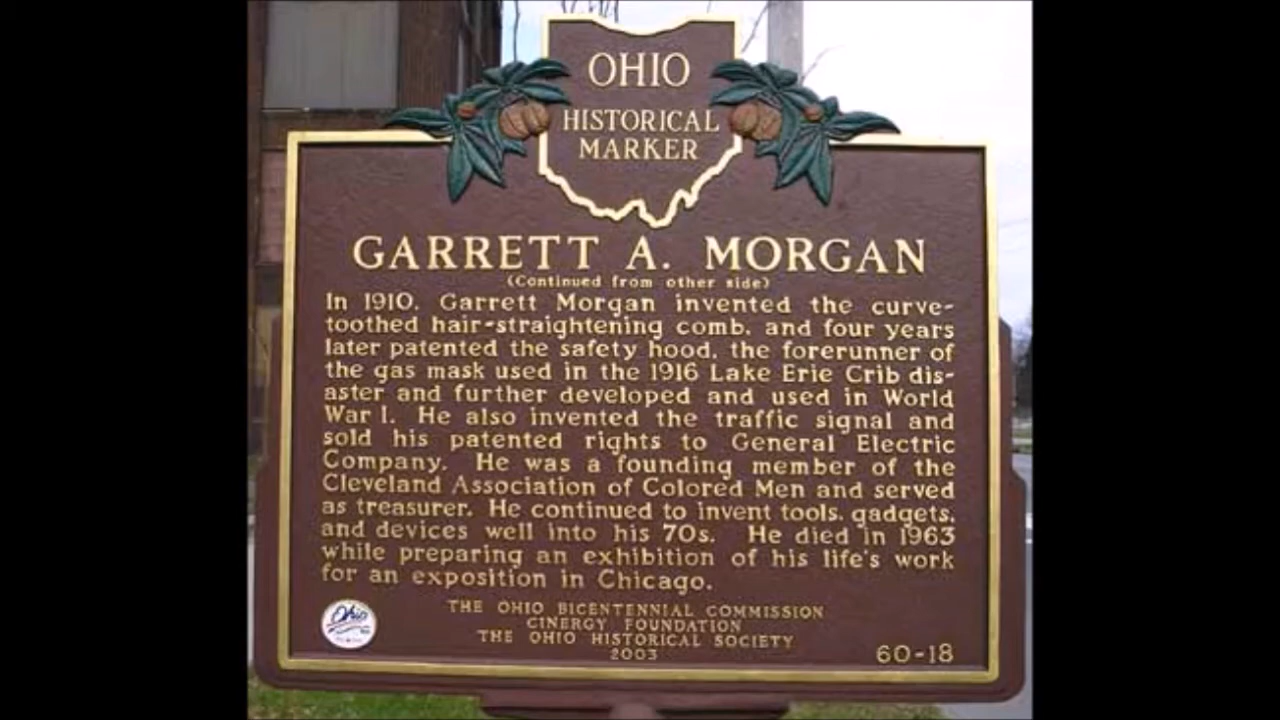 OHIO
HISTORICAL
MARKER
GARRETT A. MORGAN
(Continued from other side)
In 1910, Garrett Morgan invented the curve-
toothed hair-straightening comb, and four years
later patented the safety hood, the forerunner of
the gas mask used in the 1916 Lake Erie Crib dis-
aster and further developed and used in World
War I. He also invented the traffic signal and
sold his patented rights to General Electric
Company. He was a founding member of the
Cleveland Association of Colored Men and served
as treasurer. He continued to invent tools, gadgets,
and devices well into his 70s. He died in 1963
while preparing an exhibition of his life's work
for an exposition in Chicago.
THE OHIO BICENTENNIAL COMMISSION
CINERGY FOUNDATION
THE OHIO HISTORICAL SOCIETY
2003
60-18
Ohio